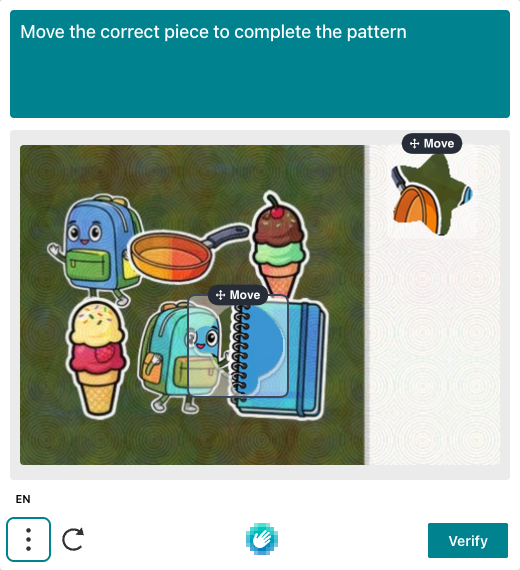 Move the correct piece to complete the pattern
Move
Move
EN
Verify